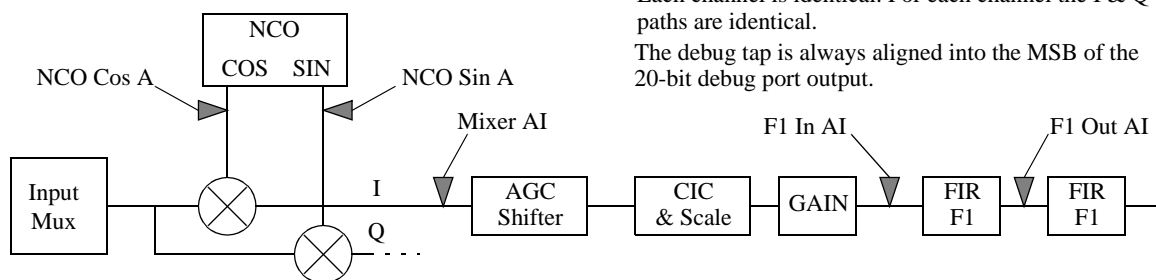 Each channel is identical. For each channel the I & Q
paths are identical.
The debug tap is always aligned into the MSB of the
20-bit debug port output.
NCO
COS SIN
NCO Cos A
NCO Sin A
Mixer AI
F1 In AI
F1 Out AI
Input
Mux
I
Q
AGC
Shifter
CIC
& Scale
GAIN
FIR
F1
FIR
F1